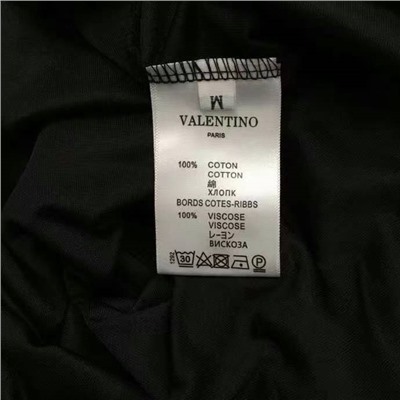 M
VALENTINO
PARIS
100% COTON
COTTON
綿
ХЛОПК
BORDS COTES-RIBBS
100% VISCOSE
VISCOSE
レーヨン
ВИСКОЗА
1392
30
P